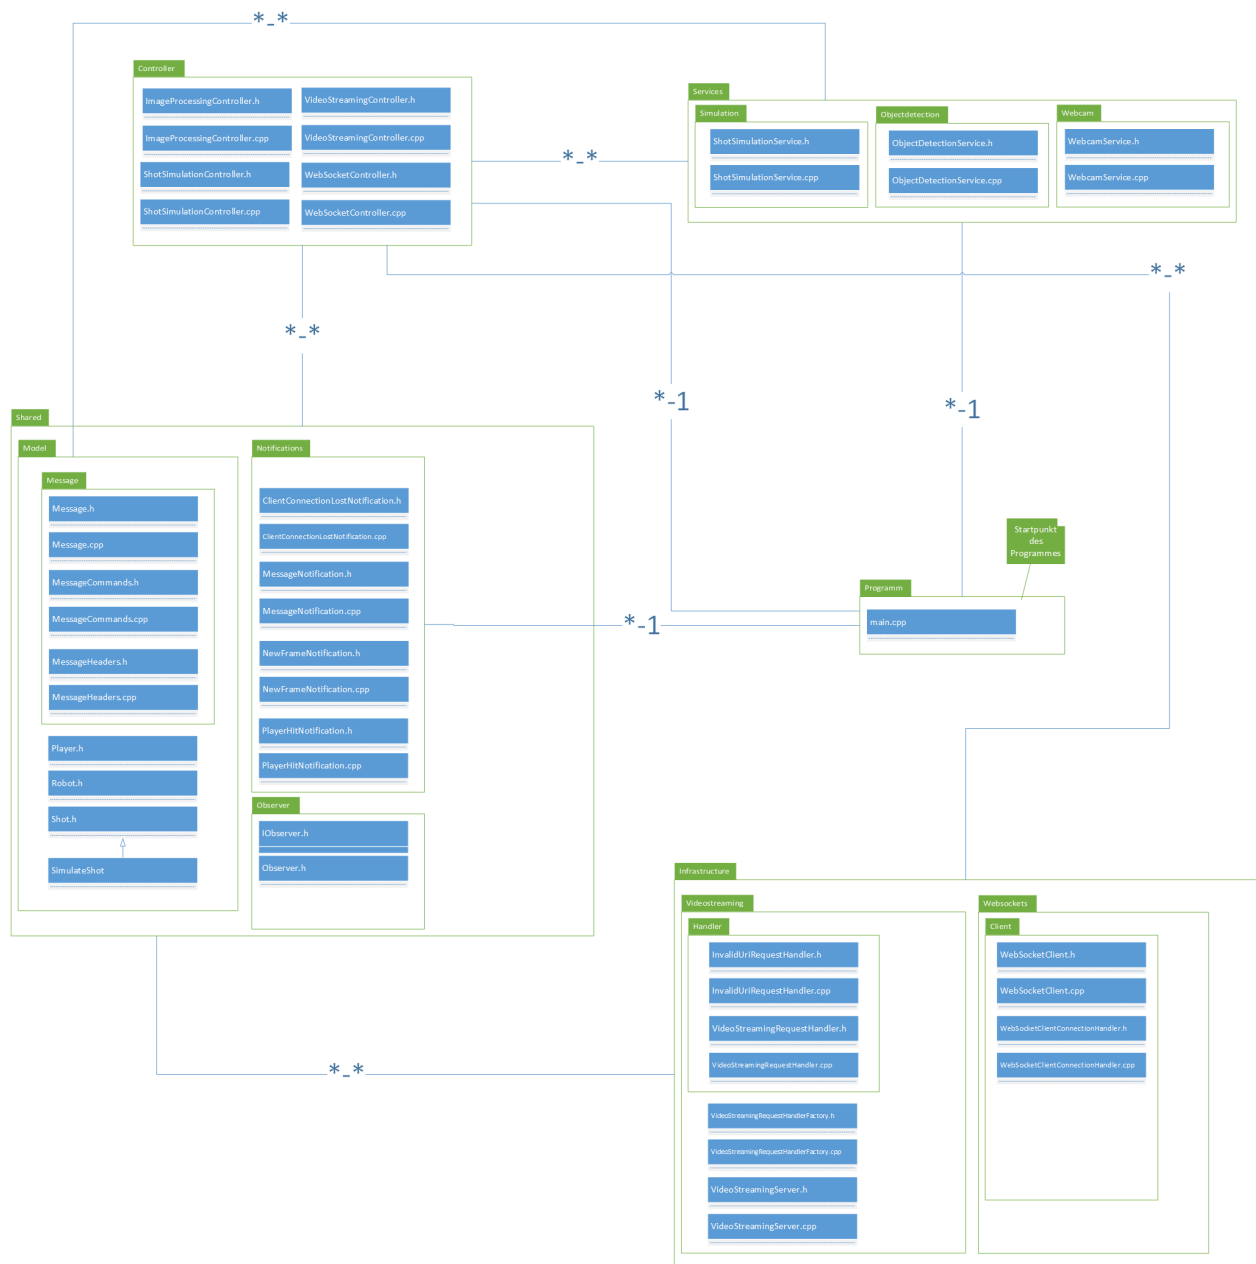 *-*
Controller
ImageProcessingController.h
VideoStreamingController.h
ImageProcessingController.cpp
VideoStreamingController.cpp
ShotSimulationController.h
WebSocketController.h
ShotSimulationController.cpp
WebSocketController.cpp
Services
Simulation
ShotSimulationService.h
ShotSimulationService.cpp
Objectdetection
ObjectDetectionService.h
ObjectDetectionService.cpp
Webcam
WebcamService.h
WebcamService.cpp
*-*
*-*
*-*
*-1
*-1
Shared
Model
Message
Message.h
Message.cpp
MessageCommands.h
MessageCommands.cpp
MessageHeaders.h
MessageHeaders.cpp
Player.h
Robot.h
Shot.h
SimulateShot
Notifications
ClientConnectionLostNotification.h
ClientConnectionLostNotification.cpp
MessageNotification.h
MessageNotification.cpp
NewFrameNotification.h
NewFrameNotification.cpp
PlayerHitNotification.h
PlayerHitNotification.cpp
Observer
IObserver.h
Observer.h
*-1
Startpunkt
des
Programmes
Programm
main.cpp
*-*
Infrastructure
Videostreaming
Handler
InvalidUriRequestHandler.h
InvalidUriRequestHandler.cpp
VideoStreamingRequestHandler.h
VideoStreamingRequestHandler.cpp
VideoStreamingRequestHandlerFactory.h
VideoStreamingRequestHandlerFactory.cpp
VideoStreamingServer.h
VideoStreamingServer.cpp
Websockets
Client
WebSocketClient.h
WebSocketClient.cpp
WebSocketClientConnectionHandler.h
WebSocketClientConnectionHandler.cpp